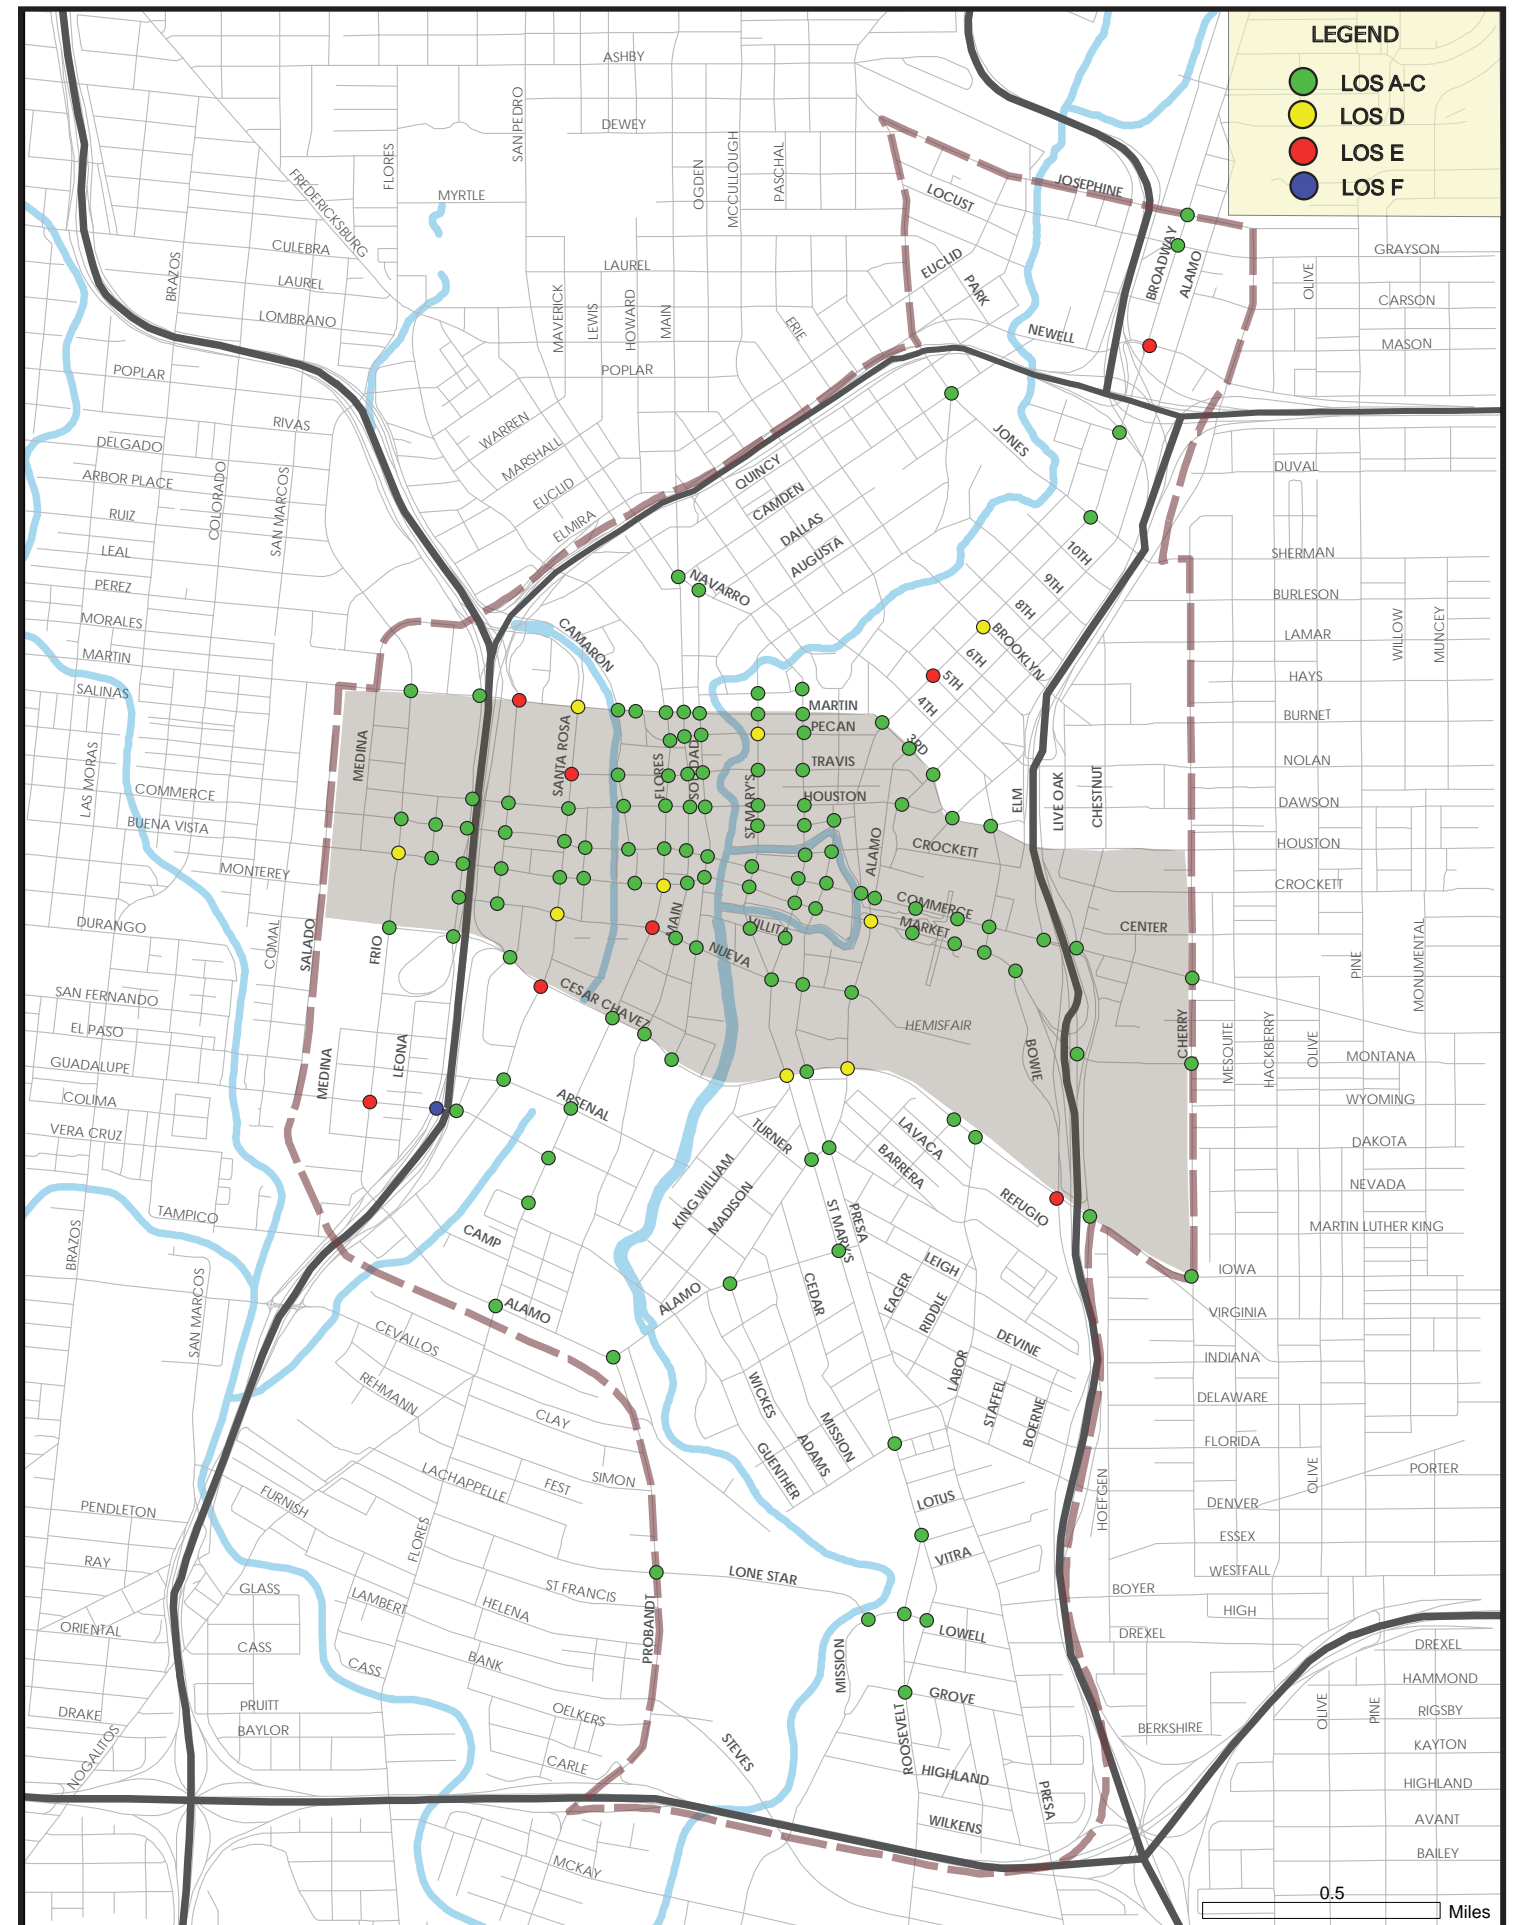 LEGEND
LOS A-C
LOS D
LOS E
LOS F
ASHBY
SAN PEDRO
DEWEY
FLORES
OGDEN
MCCULLOUGH
PASCHAL
FREDERICKSBURG
MYRTLE
LOCUST
JOSEPHINE
CULEBRA
BRAZOS
LAUREL
LAUREL
EUCLID
PARK
BROADWAY
ALAMO
GRAYSON
OLIVE
CARSON
LOMBRANO
MAVERICK
LEWIS
HOWARD
MAIN
ERIE
NEWELL
MASON
POPLAR
POPLAR
RIVAS
WARREN
JONES
DELGADO
MARSHALL
QUINCY
DUVAL
ARBOR PLACE
COLORADO
SAN MARCOS
EUCLID
CAMDEN
RUIZ
ELMIRA
DALLAS
LEAL
AUGUSTA
10TH
SHERMAN
PEREZ
NAVARRO
9TH
BURLESON
MORALES
8TH
WILLOW
MUNCEY
MARTIN
CAMARON
BROOKLYN
LAMAR
6TH
SALINAS
5TH
HAYS
4TH
MARTIN
BURNET
PECAN
MEDINA
SANTA ROSA
FLORES
SOLEDAD
3RD
LAS MORAS
TRAVIS
NOLAN
COMMERCE
ST MARY'S
HOUSTON
ELM
LIVE OAK
CHESTNUT
DAWSON
BUENA VISTA
ALAMO
CROCKETT
HOUSTON
MONTEREY
CROCKETT
COMMERCE
DURANGO
COMAL
SALADO
FRIO
MAIN
VILLITA
MARKET
CENTER
NUEVA
PINE
MONUMENTAL
SAN FERNANDO
CESAR CHAVEZ
EL PASO
HEMISFAIR
GUADALUPE
MEDINA
LEONA
BOWIE
CHERRY
MESQUITE
HACKBERRY
OLIVE
MONTANA
COLIMA
ARSENAL
WYOMING
VERA CRUZ
TURNER
LAVACA
DAKOTA
BARRERA
KING WILLIAM
NEVADA
MADISON
REFUGIO
TAMPICO
ST MARY'S
PRESA
MARTIN LUTHER KING
BRAZOS
CAMP
LEIGH
IOWA
SAN MARCOS
ALAMO
ALAMO
CEDAR
EAGER
RIDDLE
VIRGINIA
CEVALLOS
DEVINE
INDIANA
REHMANN
WICKES
LABOR
STAFFEL
BOERNE
DELAWARE
CLAY
MISSION
ADAMS
FLORIDA
GUENTHER
LACHAPPELLE
FEST
SIMON
HOEFGEN
OLIVE
PORTER
PENDLETON
FURNISH
LOTUS
DENVER
FLORES
ESSEX
RAY
VITRA
GLASS
LONE STAR
WESTFALL
LAMBERT
HELENA
ST FRANCIS
BOYER
HIGH
ORIENTAL
PROBANDT
LOWELL
DREXEL
CASS
CASS
BANK
MISSION
DREXEL
HAMMOND
PRUITT
OELKERS
GROVE
OLIVE
PINE
RIGSBY
DRAKE
BAYLOR
ROOSEVELT
BERKSHIRE
NOGALITOS
STEVES
KAYTON
CARLE
HIGHLAND
PRESA
HIGHLAND
WILKENS
AVANT
MCKAY
BAILEY
0.5
Miles